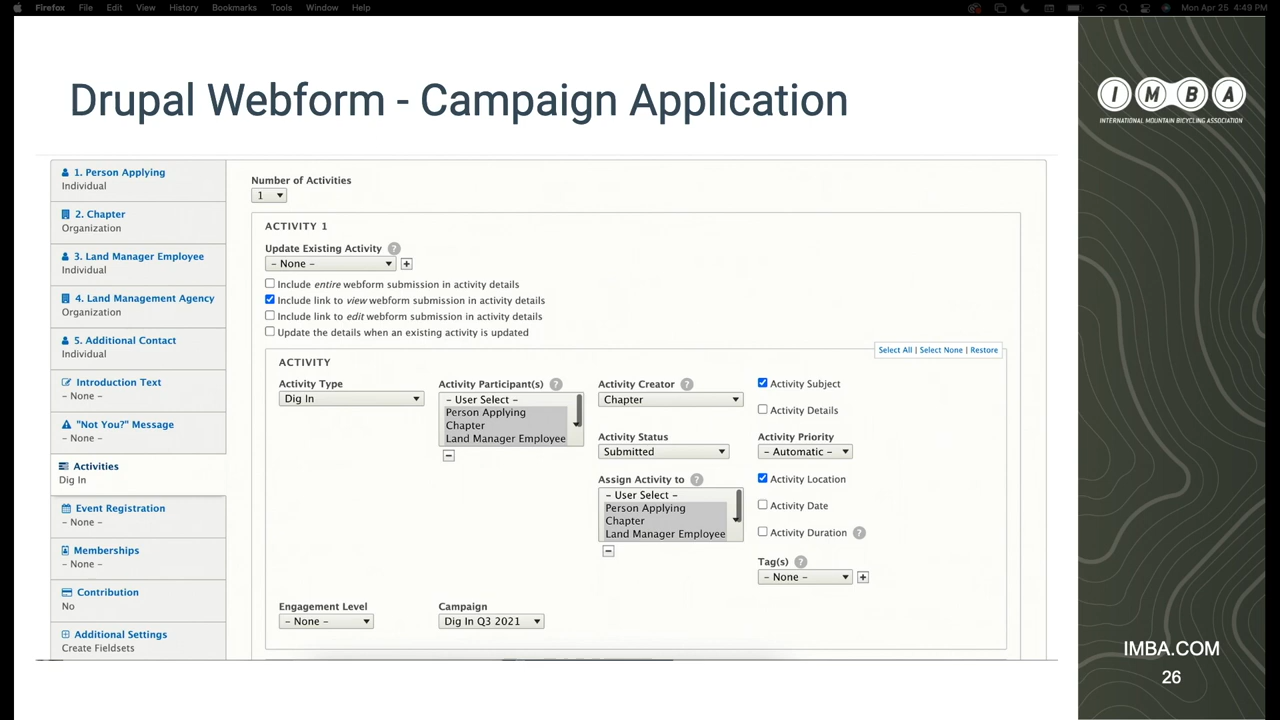 Firefox File Edit View History Bookmarks Tools Window Help Mon Apr 25 4:49 PM
Drupal Webform - Campaign Application
I M B A
INTERNATIONAL MOUNTAIN BICYCLING ASSOCIATION
1. Person Applying
Individual
2. Chapter
Organization
3. Land Manager Employee
Individual
4. Land Management Agency
Organization
5. Additional Contact
Individual
Introduction Text
- None -
"Not You?" Message
- None -
Activities
Dig In
Event Registration
- None -
Memberships
- None -
Contribution
No
Additional Settings
Create Fieldsets
Number of Activities
1
ACTIVITY 1
Update Existing Activity ?
- None - +
Include entire webform submission in activity details
Include link to view webform submission in activity details
Include link to edit webform submission in activity details
Update the details when an existing activity is updated
Select All | Select None | Restore
ACTIVITY
Activity Type
Dig In
Activity Participant(s) ?
- User Select -
Person Applying
Chapter
Land Manager Employee
Activity Creator ?
Chapter
Activity Status
Submitted
Assign Activity to ?
- User Select -
Person Applying
Chapter
Land Manager Employee
Activity Subject
Activity Details
Activity Priority
- Automatic -
Activity Location
Activity Date
Activity Duration ?
Tag(s) ?
- None - +
Engagement Level
- None -
Campaign
Dig In Q3 2021
IMBA.COM
26